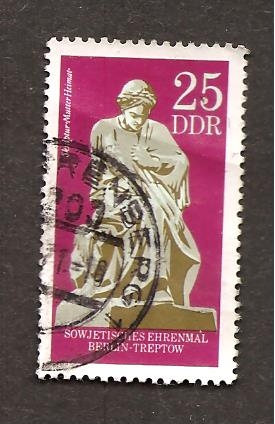 Skulptur „Mutter Heimat"
25
DDR
SOWJETISCHES EHRENMAL
BERLIN-TREPTOW